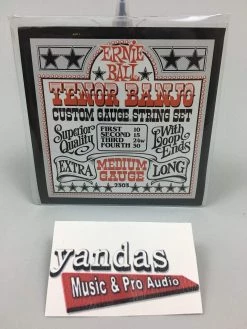 ERNIE
BALL
TENOR BANJO
CUSTOM GAUGE STRING SET
Superior
Quality
FIRST 10
SECOND 15
THIRD 24w
FOURTH 30
With
Loop
Ends
EXTRA
MEDIUM
GAUGE
LONG
2308
yandas
Music & Pro Audio